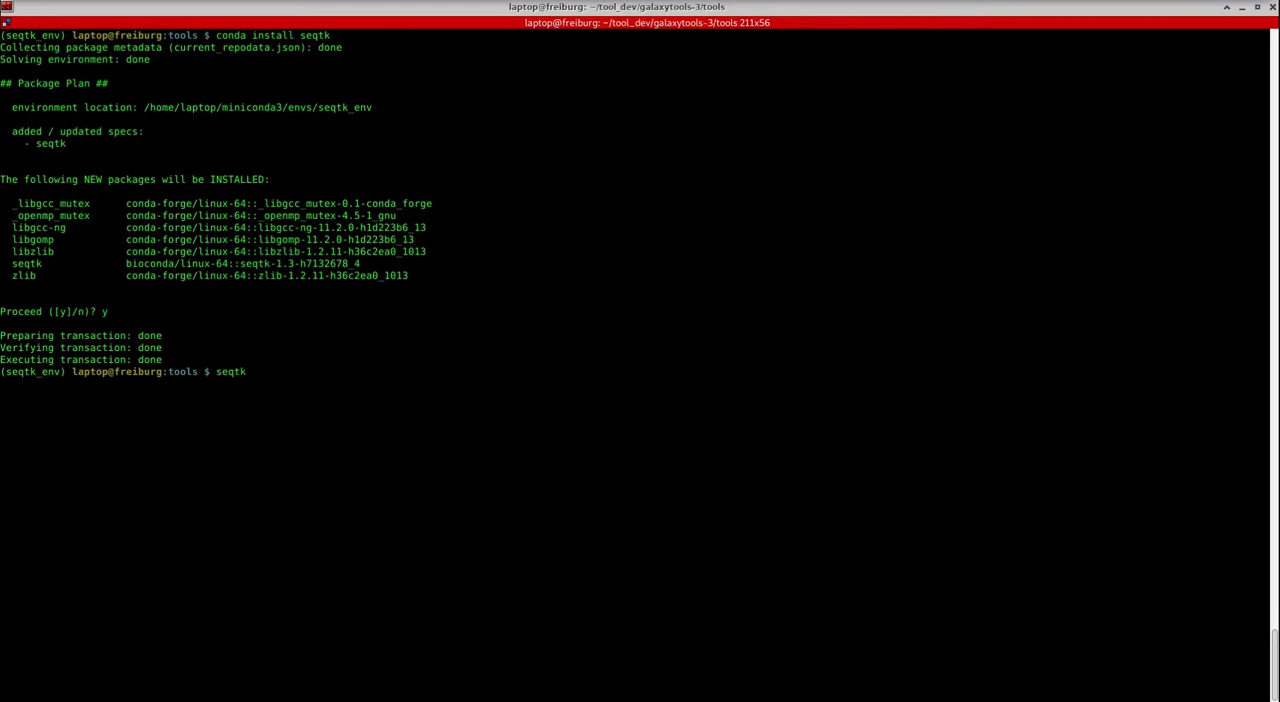 laptop@freiburg: ~/tool_dev/galaxytools-3/tools
laptop@freiburg: ~/tool_dev/galaxytools-3/tools 211x56
(seqtk_env) laptop@freiburg:tools $ conda install seqtk
Collecting package metadata (current_repodata.json): done
Solving environment: done
## Package Plan ##
environment location: /home/laptop/miniconda3/envs/seqtk_env
added / updated specs:
- seqtk
The following NEW packages will be INSTALLED:
_libgcc_mutex conda-forge/linux-64::_libgcc_mutex-0.1-conda_forge
_openmp_mutex conda-forge/linux-64::_openmp_mutex-4.5-1_gnu
libgcc-ng conda-forge/linux-64::libgcc-ng-11.2.0-h1d223b6_13
libgomp conda-forge/linux-64::libgomp-11.2.0-h1d223b6_13
libzlib conda-forge/linux-64::libzlib-1.2.11-h36c2ea0_1013
seqtk bioconda/linux-64::seqtk-1.3-h7132678_4
zlib conda-forge/linux-64::zlib-1.2.11-h36c2ea0_1013
Proceed ([y]/n)? y
Preparing transaction: done
Verifying transaction: done
Executing transaction: done
(seqtk_env) laptop@freiburg:tools $ seqtk